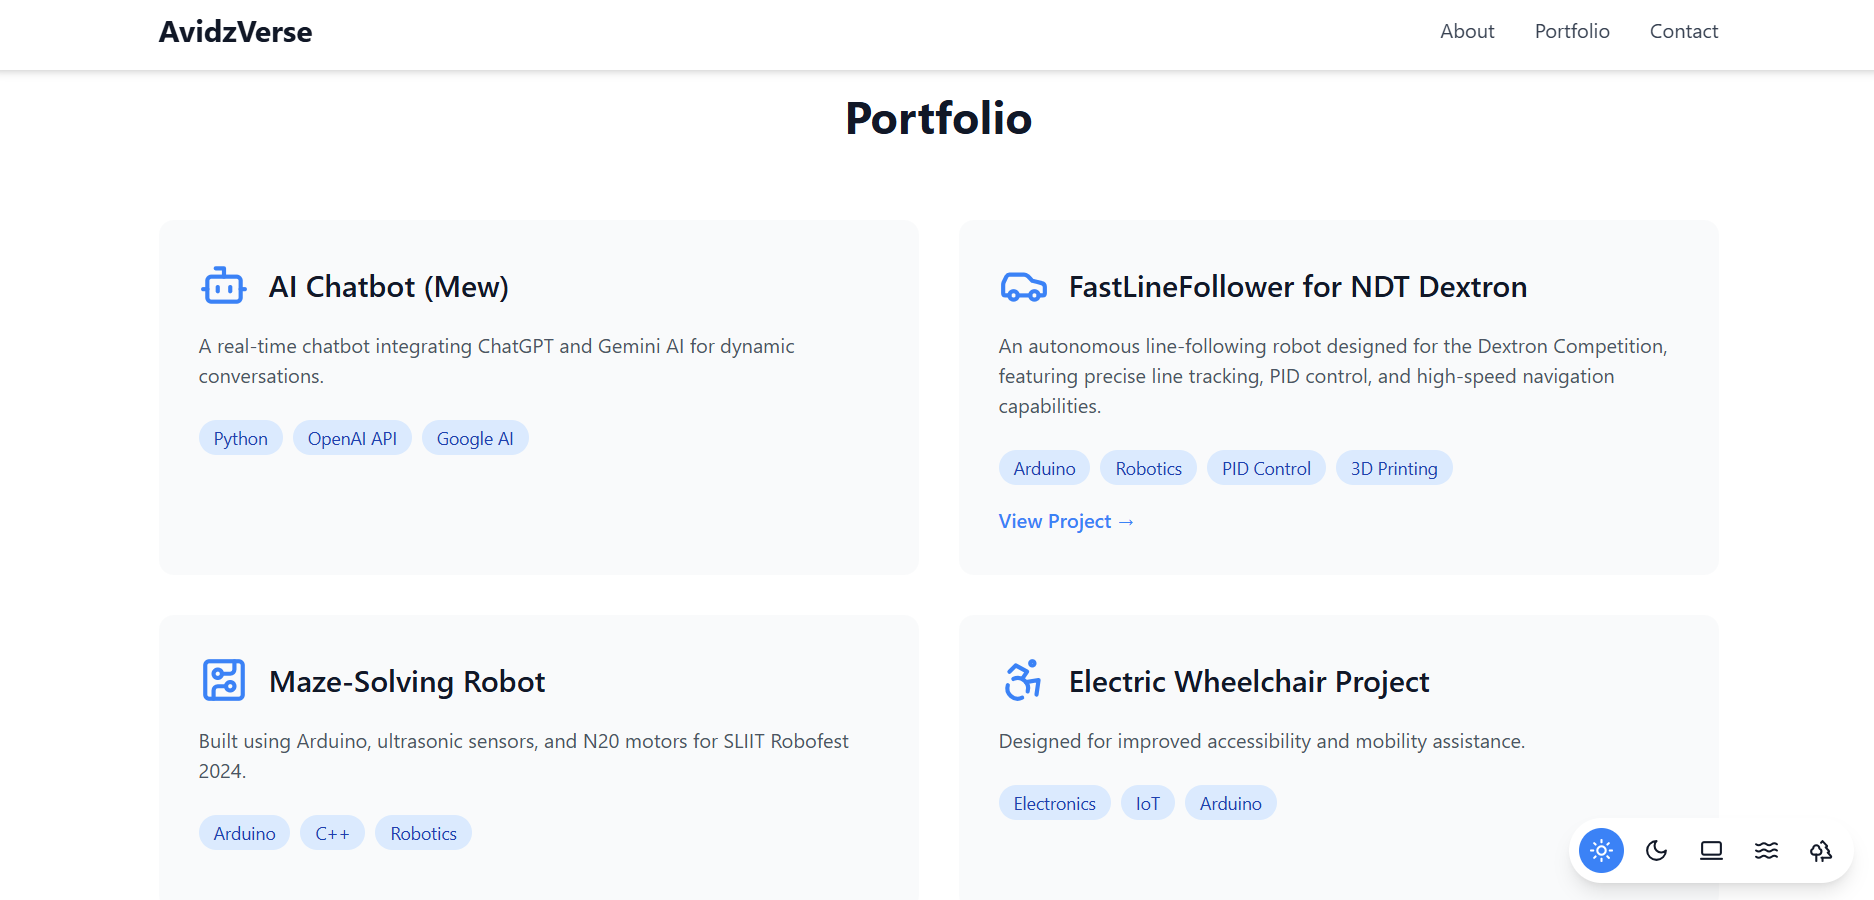 AvidzVerse
About Portfolio Contact
Portfolio
AI Chatbot (Mew)
A real-time chatbot integrating ChatGPT and Gemini AI for dynamic
conversations.
Python OpenAI API Google AI
FastLineFollower for NDT Dextron
An autonomous line-following robot designed for the Dextron Competition,
featuring precise line tracking, PID control, and high-speed navigation
capabilities.
Arduino Robotics PID Control 3D Printing
View Project →
Maze-Solving Robot
Built using Arduino, ultrasonic sensors, and N20 motors for SLIIT Robofest
2024.
Arduino C++ Robotics
Electric Wheelchair Project
Designed for improved accessibility and mobility assistance.
Electronics IoT Arduino